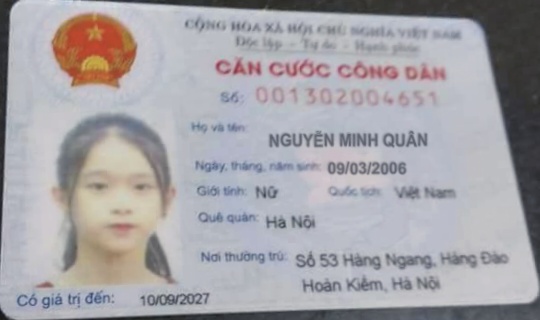 CỘNG HÒA XÃ HỘI CHỦ NGHĨA VIỆT NAM
Độc lập - Tự do - Hạnh phúc
CĂN CƯỚC CÔNG DÂN
Số: 001302004651
Họ và tên:
NGUYỄN MINH QUÂN
Ngày, tháng, năm sinh: 09/03/2006
Giới tính: Nữ Quốc tịch: Việt Nam
Quê quán: Hà Nội
Nơi thường trú: Số 53 Hàng Ngang, Hàng Đào
Hoàn Kiếm, Hà Nội
Có giá trị đến: 10/09/2027